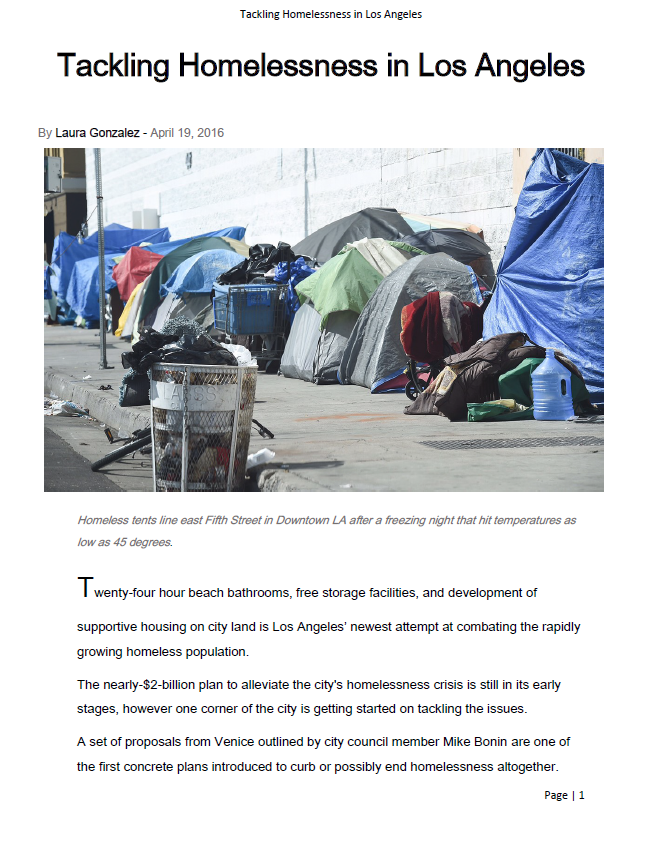 Tackling Homelessness in Los Angeles
Tackling Homelessness in Los Angeles
By Laura Gonzalez - April 19, 2016
Homeless tents line east Fifth Street in Downtown LA after a freezing night that hit temperatures as
low as 45 degrees.
Twenty-four hour beach bathrooms, free storage facilities, and development of
supportive housing on city land is Los Angeles’ newest attempt at combating the rapidly
growing homeless population.
The nearly-$2-billion plan to alleviate the city's homelessness crisis is still in its early
stages, however one corner of the city is getting started on tackling the issues.
A set of proposals from Venice outlined by city council member Mike Bonin are one of
the first concrete plans introduced to curb or possibly end homelessness altogether.
Page | 1